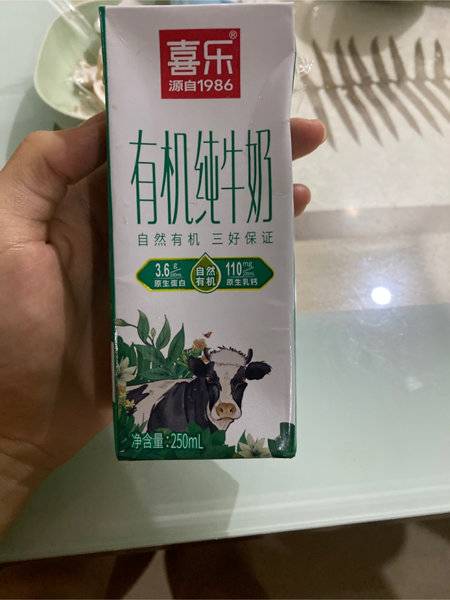 喜乐®
源自1986
有机纯牛奶
自然有机 三好保证
3.6g/100mL 自然 110mg/100mL
原生蛋白 有机 原生乳钙
净含量:250mL